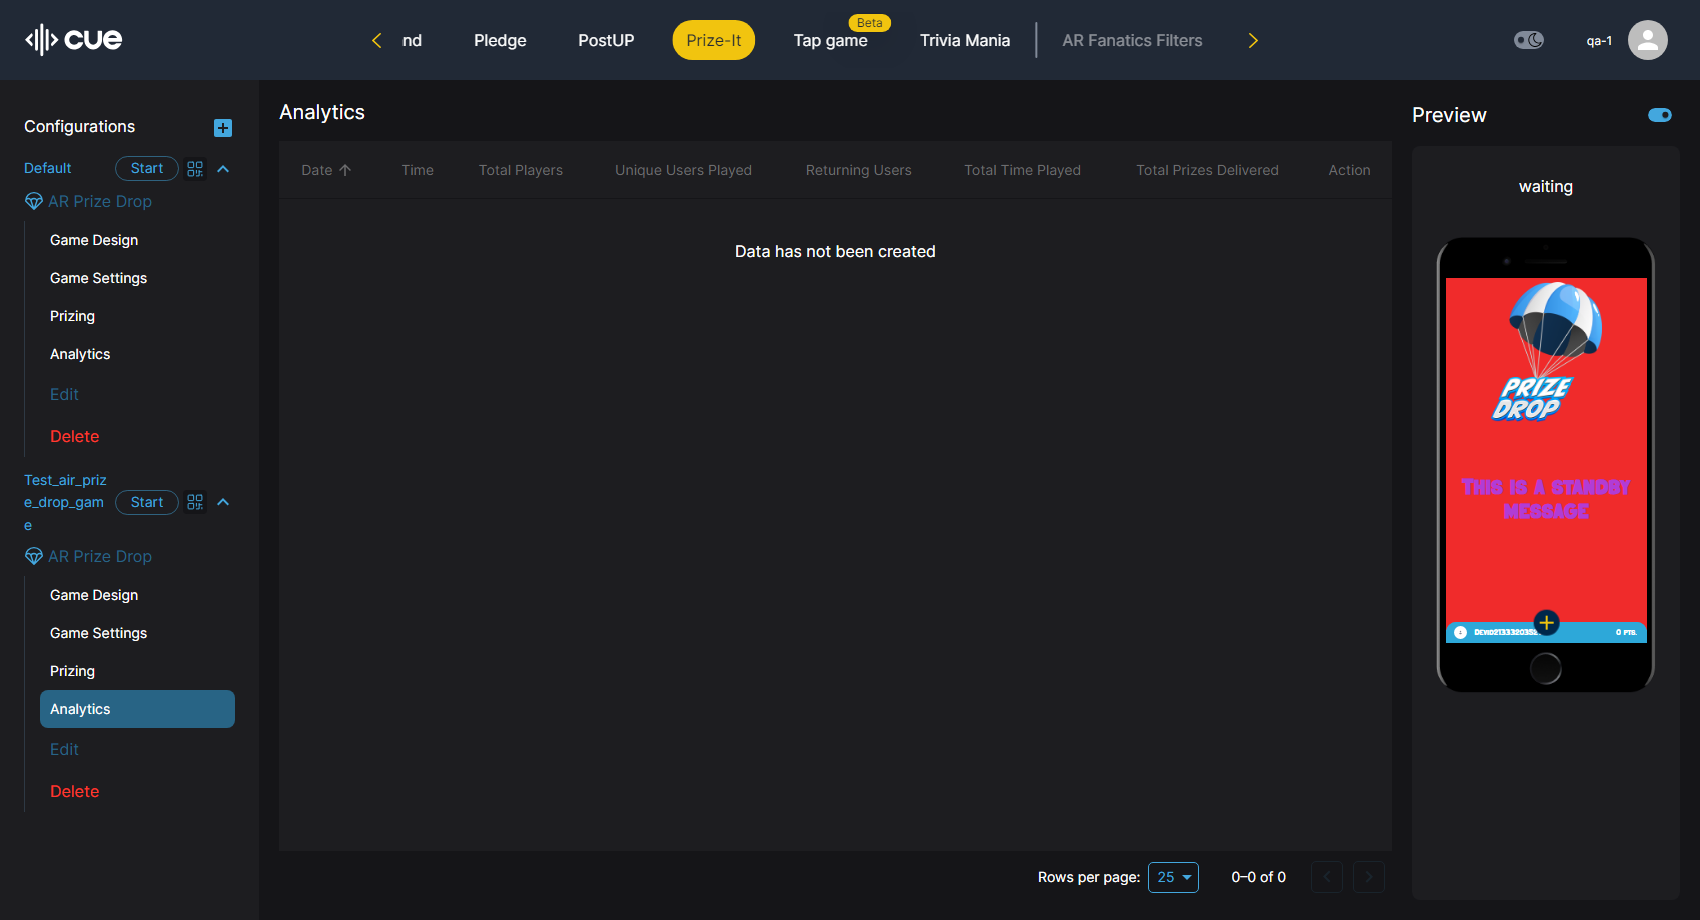 cue
nd
Pledge
PostUP
Prize-It
Tap game
Beta
Trivia Mania
AR Fanatics Filters
qa-1
Configurations
Default
Start
AR Prize Drop
Game Design
Game Settings
Prizing
Analytics
Edit
Delete
Test_air_priz
e_drop_gam
e
Start
AR Prize Drop
Game Design
Game Settings
Prizing
Analytics
Edit
Delete
Analytics
Date
Time
Total Players
Unique Users Played
Returning Users
Total Time Played
Total Prizes Delivered
Action
Data has not been created
Rows per page:
25
0–0 of 0
Preview
waiting
PRIZE
DROP
THIS IS A STANDBY
MESSAGE
0 PTS.